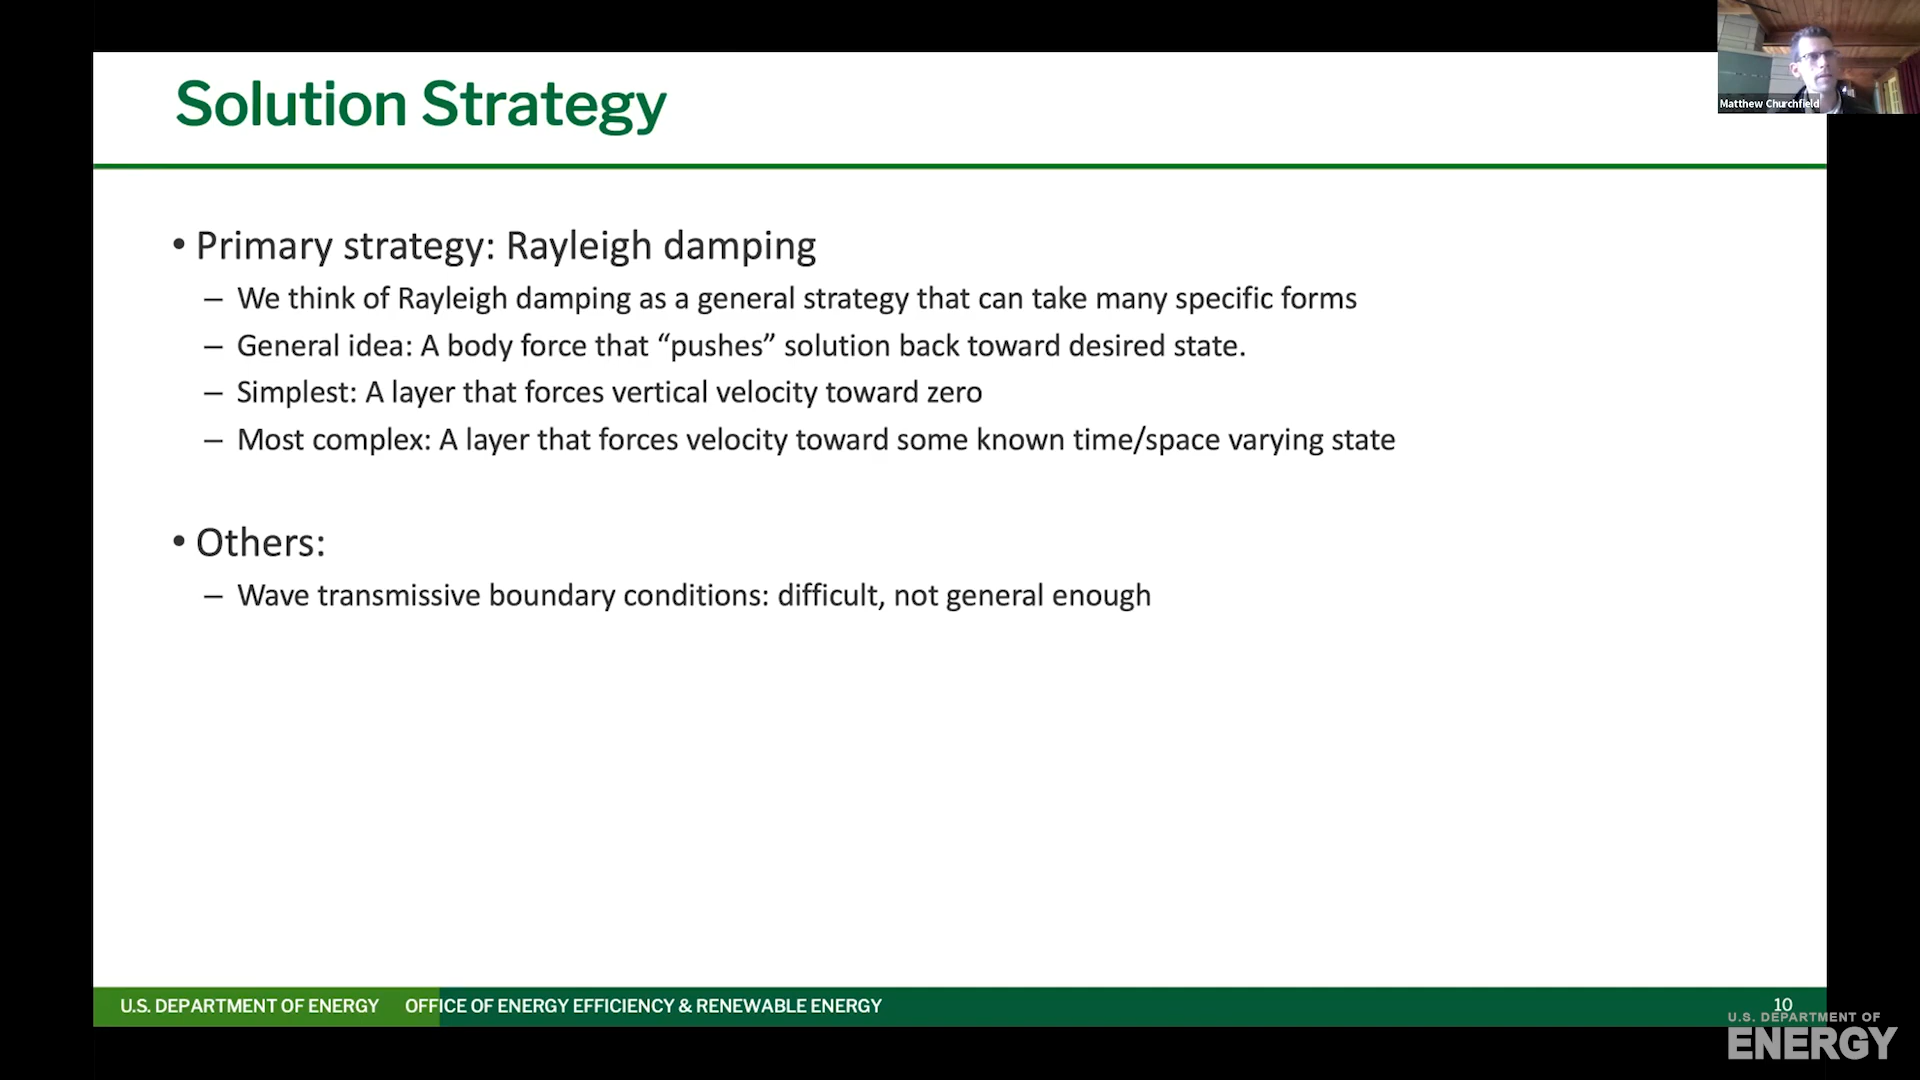 Solution Strategy
Matthew Churchfield
• Primary strategy: Rayleigh damping
– We think of Rayleigh damping as a general strategy that can take many specific forms
– General idea: A body force that “pushes” solution back toward desired state.
– Simplest: A layer that forces vertical velocity toward zero
– Most complex: A layer that forces velocity toward some known time/space varying state
• Others:
– Wave transmissive boundary conditions: difficult, not general enough
U.S. DEPARTMENT OF ENERGY OFFICE OF ENERGY EFFICIENCY & RENEWABLE ENERGY
10
U.S. DEPARTMENT OF
ENERGY